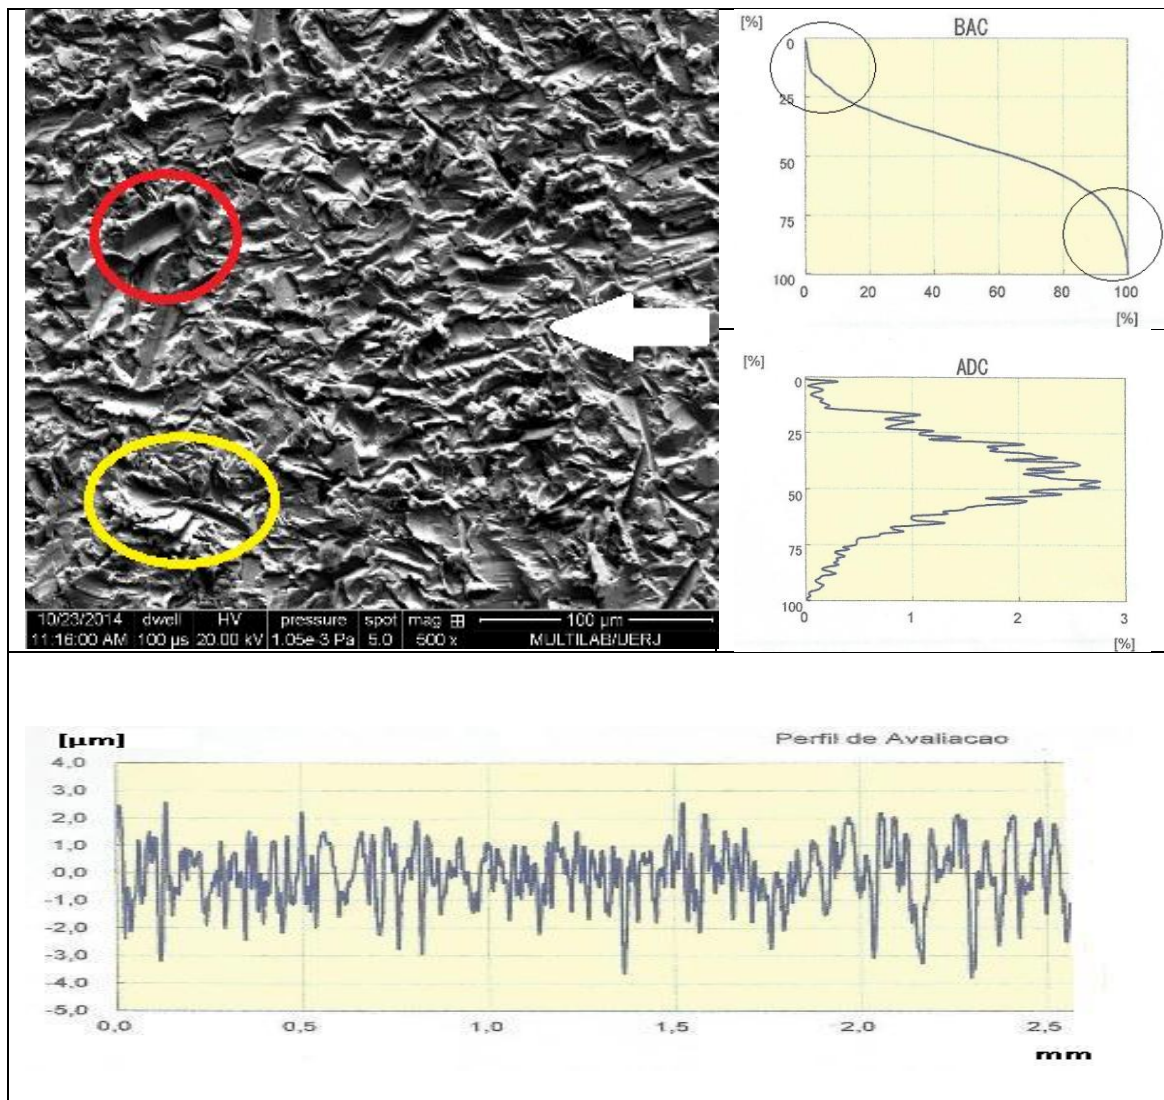 10/23/2014 dwell HV pressure spot mag ⊞ 100 µm
11:16:00 AM 100 µs 20.00 kV 1.05e-3 Pa 5.0 500 x MULTILAB/UERJ
[%] BAC
0
25
50
75
100
0 20 40 60 80 100
[%]
[%] ADC
0
25
50
75
100
0 1 2 3
[%]
[µm] Perfil de Avaliacao
4,0
3,0
2,0
1,0
0,0
-1,0
-2,0
-3,0
-4,0
-5,0
0,0 0,5 1,0 1,5 2,0 2,5
mm